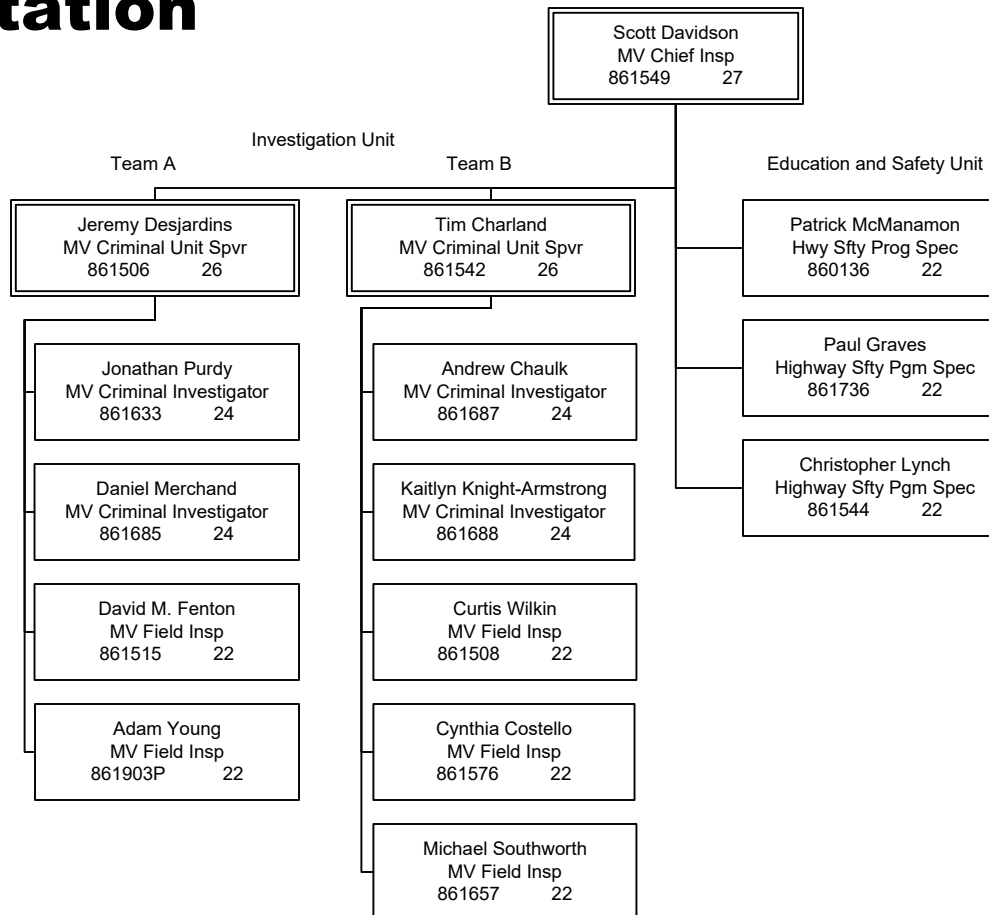 tation
Scott Davidson
MV Chief Insp
861549 27
Investigation Unit
Team A
Team B
Education and Safety Unit
Jeremy Desjardins
MV Criminal Unit Spvr
861506 26
Tim Charland
MV Criminal Unit Spvr
861542 26
Patrick McManamon
Hwy Sfty Prog Spec
860136 22
Paul Graves
Highway Sfty Pgm Spec
861736 22
Christopher Lynch
Highway Sfty Pgm Spec
861544 22
Jonathan Purdy
MV Criminal Investigator
861633 24
Daniel Merchand
MV Criminal Investigator
861685 24
David M. Fenton
MV Field Insp
861515 22
Adam Young
MV Field Insp
861903P 22
Andrew Chaulk
MV Criminal Investigator
861687 24
Kaitlyn Knight-Armstrong
MV Criminal Investigator
861688 24
Curtis Wilkin
MV Field Insp
861508 22
Cynthia Costello
MV Field Insp
861576 22
Michael Southworth
MV Field Insp
861657 22